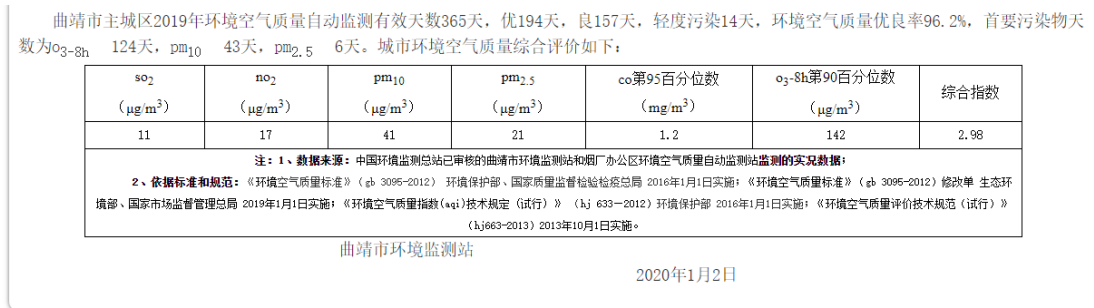 曲靖市主城区2019年环境空气质量自动监测有效天数365天，优194天，良157天，轻度污染14天，环境空气质量优良率96.2%，首要污染物天
数为o3-8h 124天，pm10 43天，pm2.5 6天。城市环境空气质量综合评价如下：
so2 no2 pm10 pm2.5 co第95百分位数 o3-8h第90百分位数 综合指数
（μg/m3） （μg/m3） （μg/m3） （μg/m3） （mg/m3） （μg/m3）
11 17 41 21 1.2 142 2.98
注：1、数据来源：中国环境监测总站已审核的曲靖市环境监测站和烟厂办公区环境空气质量自动监测站监测的实况数据；
2、依据标准和规范：《环境空气质量标准》（gb 3095-2012） 环境保护部、国家质量监督检验检疫总局 2016年1月1日实施；《环境空气质量标准》（gb 3095-2012）修改单 生态环
境部、国家市场监督管理总局 2019年1月1日实施；《环境空气质量指数(aqi)技术规定（试行）》 （hj 633—2012）环境保护部 2016年1月1日实施；《环境空气质量评价技术规范（试行）》
（hj663-2013）2013年10月1日实施。
曲靖市环境监测站
2020年1月2日